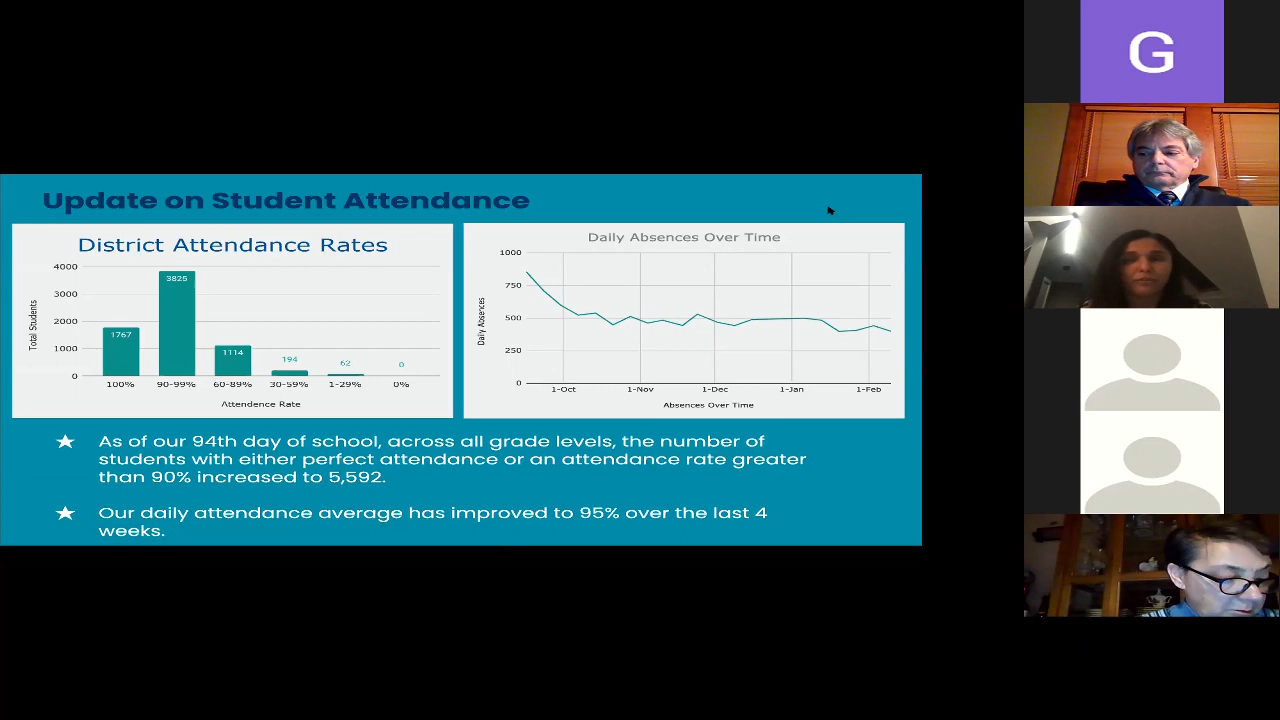 G
Update on Student Attendance
District Attendance Rates
Total Students
4000
3000
2000
1000
0
1767
3825
1114
194
62
0
100%
90-99%
60-89%
30-59%
1-29%
0%
Attendence Rate
Daily Absences Over Time
Daily Absences
1000
750
500
250
0
1-Oct
1-Nov
1-Dec
1-Jan
1-Feb
Absences Over Time
As of our 94th day of school, across all grade levels, the number of
students with either perfect attendance or an attendance rate greater
than 90% increased to 5,592.
Our daily attendance average has improved to 95% over the last 4
weeks.